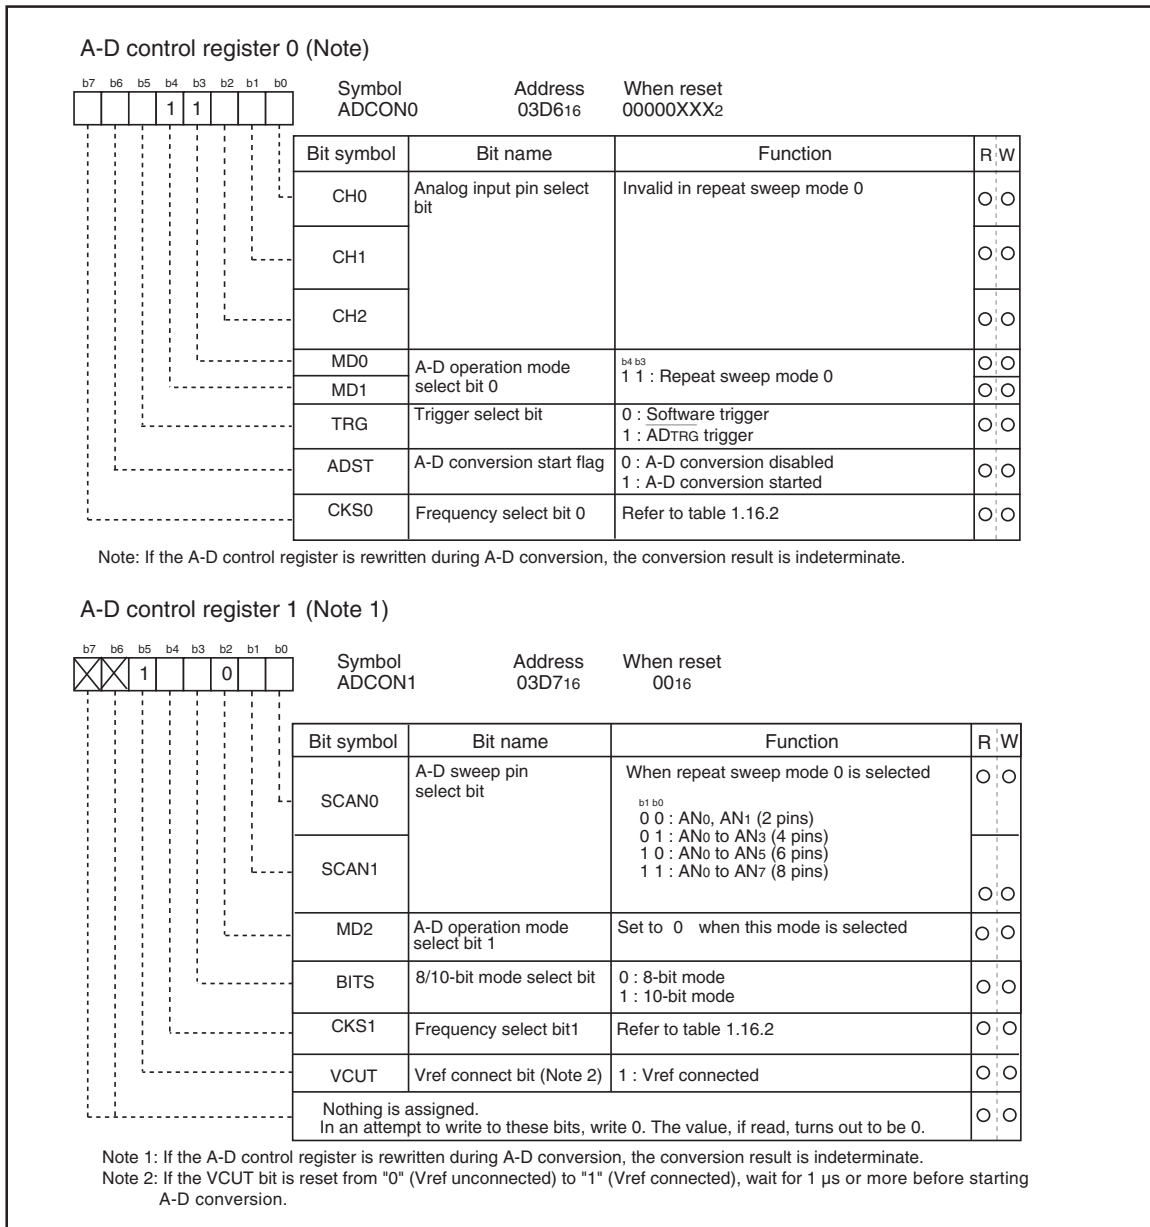 A-D control register 0 (Note)
b7 b6 b5 b4 b3 b2 b1 b0
1 1
Symbol Address When reset
ADCON0 03D616 00000XXX2
Bit symbol Bit name Function R W
CH0 Analog input pin select bit Invalid in repeat sweep mode 0 O O
CH1 O O
CH2 O O
MD0 A-D operation mode select bit 0 b4 b3 O O
MD1 1 1 : Repeat sweep mode 0 O O
TRG Trigger select bit 0 : Software trigger O O
1 : ADTRG trigger
ADST A-D conversion start flag 0 : A-D conversion disabled O O
1 : A-D conversion started
CKS0 Frequency select bit 0 Refer to table 1.16.2 O O
Note: If the A-D control register is rewritten during A-D conversion, the conversion result is indeterminate.
A-D control register 1 (Note 1)
b7 b6 b5 b4 b3 b2 b1 b0
1 0
Symbol Address When reset
ADCON1 03D716 0016
Bit symbol Bit name Function R W
SCAN0 A-D sweep pin select bit When repeat sweep mode 0 is selected O O
b1 b0
0 0 : AN0, AN1 (2 pins)
0 1 : AN0 to AN3 (4 pins)
1 0 : AN0 to AN5 (6 pins)
SCAN1 1 1 : AN0 to AN7 (8 pins) O O
MD2 A-D operation mode select bit 1 Set to 0 when this mode is selected O O
BITS 8/10-bit mode select bit 0 : 8-bit mode O O
1 : 10-bit mode
CKS1 Frequency select bit1 Refer to table 1.16.2 O O
VCUT Vref connect bit (Note 2) 1 : Vref connected O O
Nothing is assigned.
In an attempt to write to these bits, write 0. The value, if read, turns out to be 0. O O
Note 1: If the A-D control register is rewritten during A-D conversion, the conversion result is indeterminate.
Note 2: If the VCUT bit is reset from "0" (Vref unconnected) to "1" (Vref connected), wait for 1 µs or more before starting
A-D conversion.